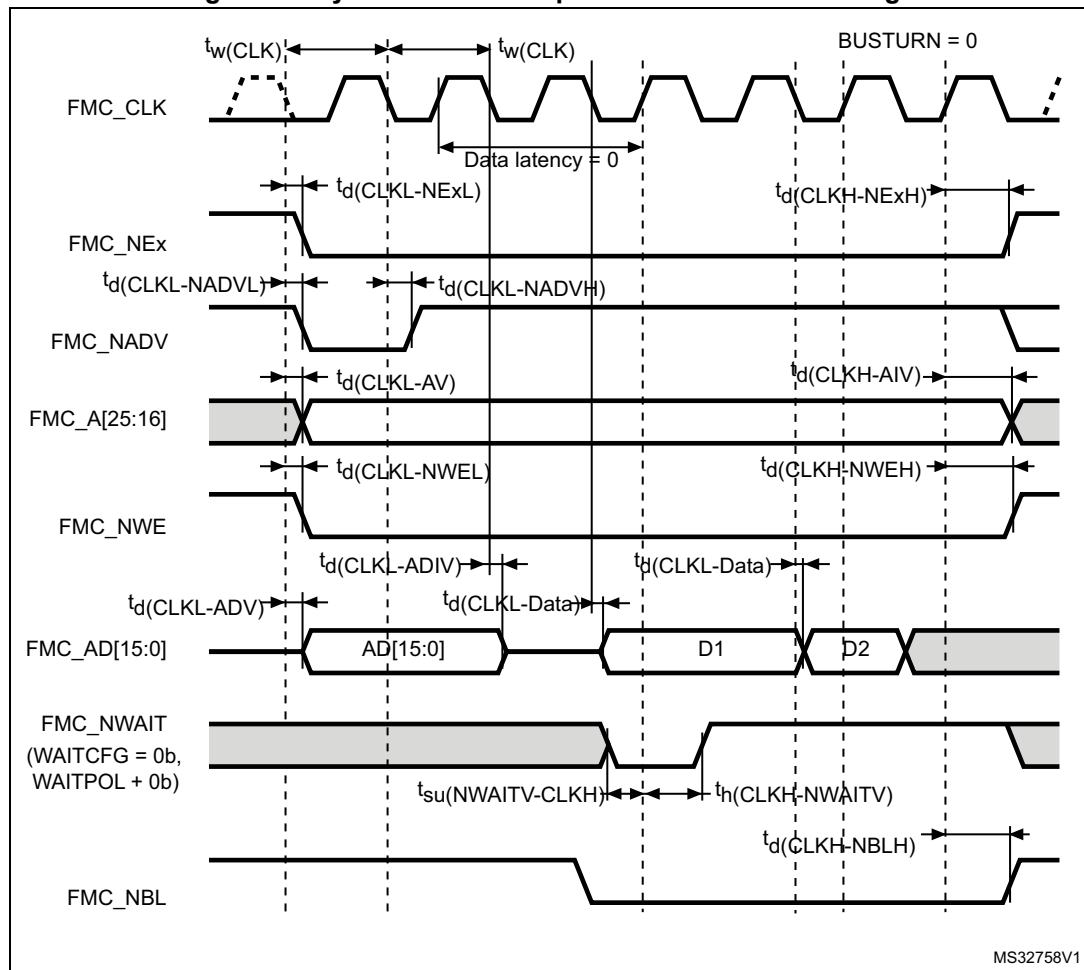 tw(CLK) tw(CLK) BUSTURN = 0
FMC_CLK
Data latency = 0
td(CLKL-NExL) td(CLKH-NExH)
FMC_NEx
td(CLKL-NADVL) td(CLKL-NADVH)
FMC_NADV
td(CLKL-AV) td(CLKH-AIV)
FMC_A[25:16]
td(CLKL-NWEL) td(CLKH-NWEH)
FMC_NWE
td(CLKL-ADIV) td(CLKL-Data)
td(CLKL-ADV) td(CLKL-Data)
FMC_AD[15:0] AD[15:0] D1 D2
FMC_NWAIT
(WAITCFG = 0b,
WAITPOL + 0b)
tsu(NWAITV-CLKH) th(CLKH-NWAITV)
td(CLKH-NBLH)
FMC_NBL
MS32758V1